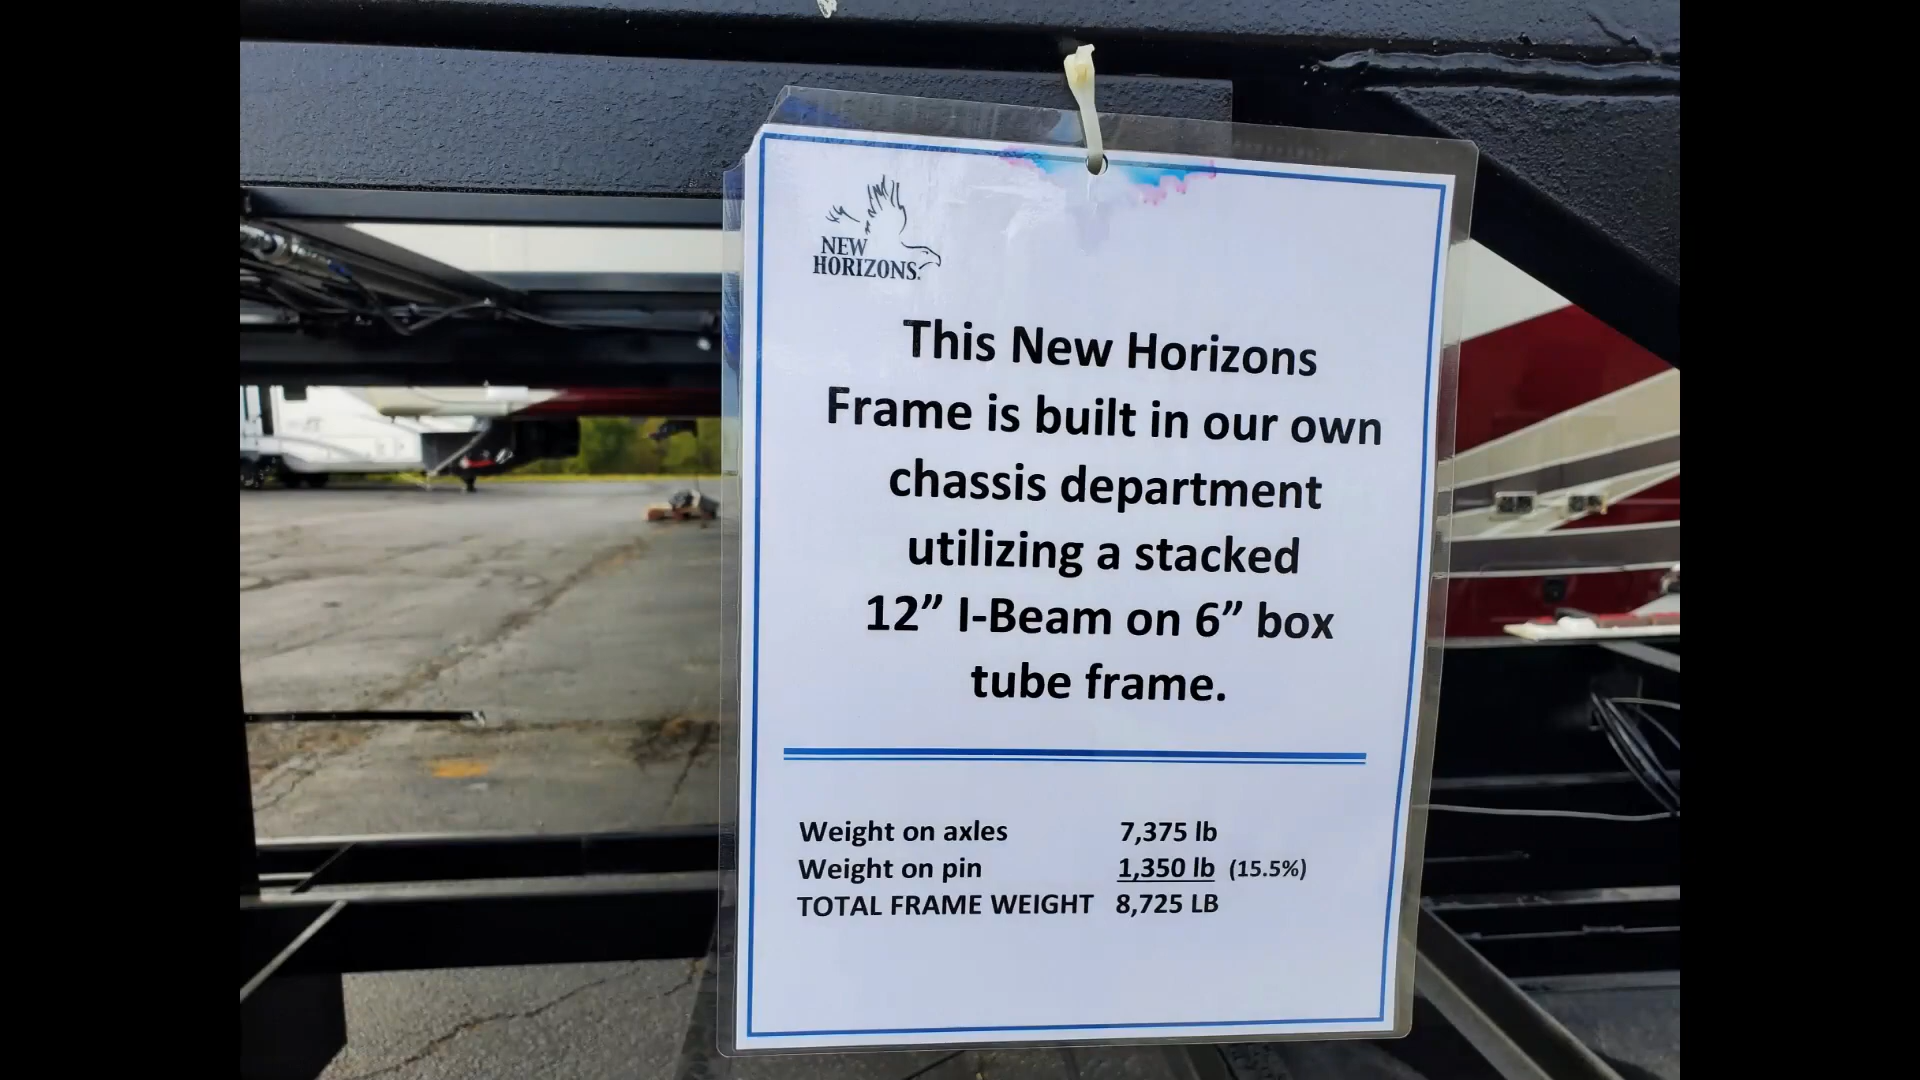 NEW
HORIZONS.
This New Horizons
Frame is built in our own
chassis department
utilizing a stacked
12” I-Beam on 6” box
tube frame.
Weight on axles 7,375 lb
Weight on pin 1,350 lb (15.5%)
TOTAL FRAME WEIGHT 8,725 LB